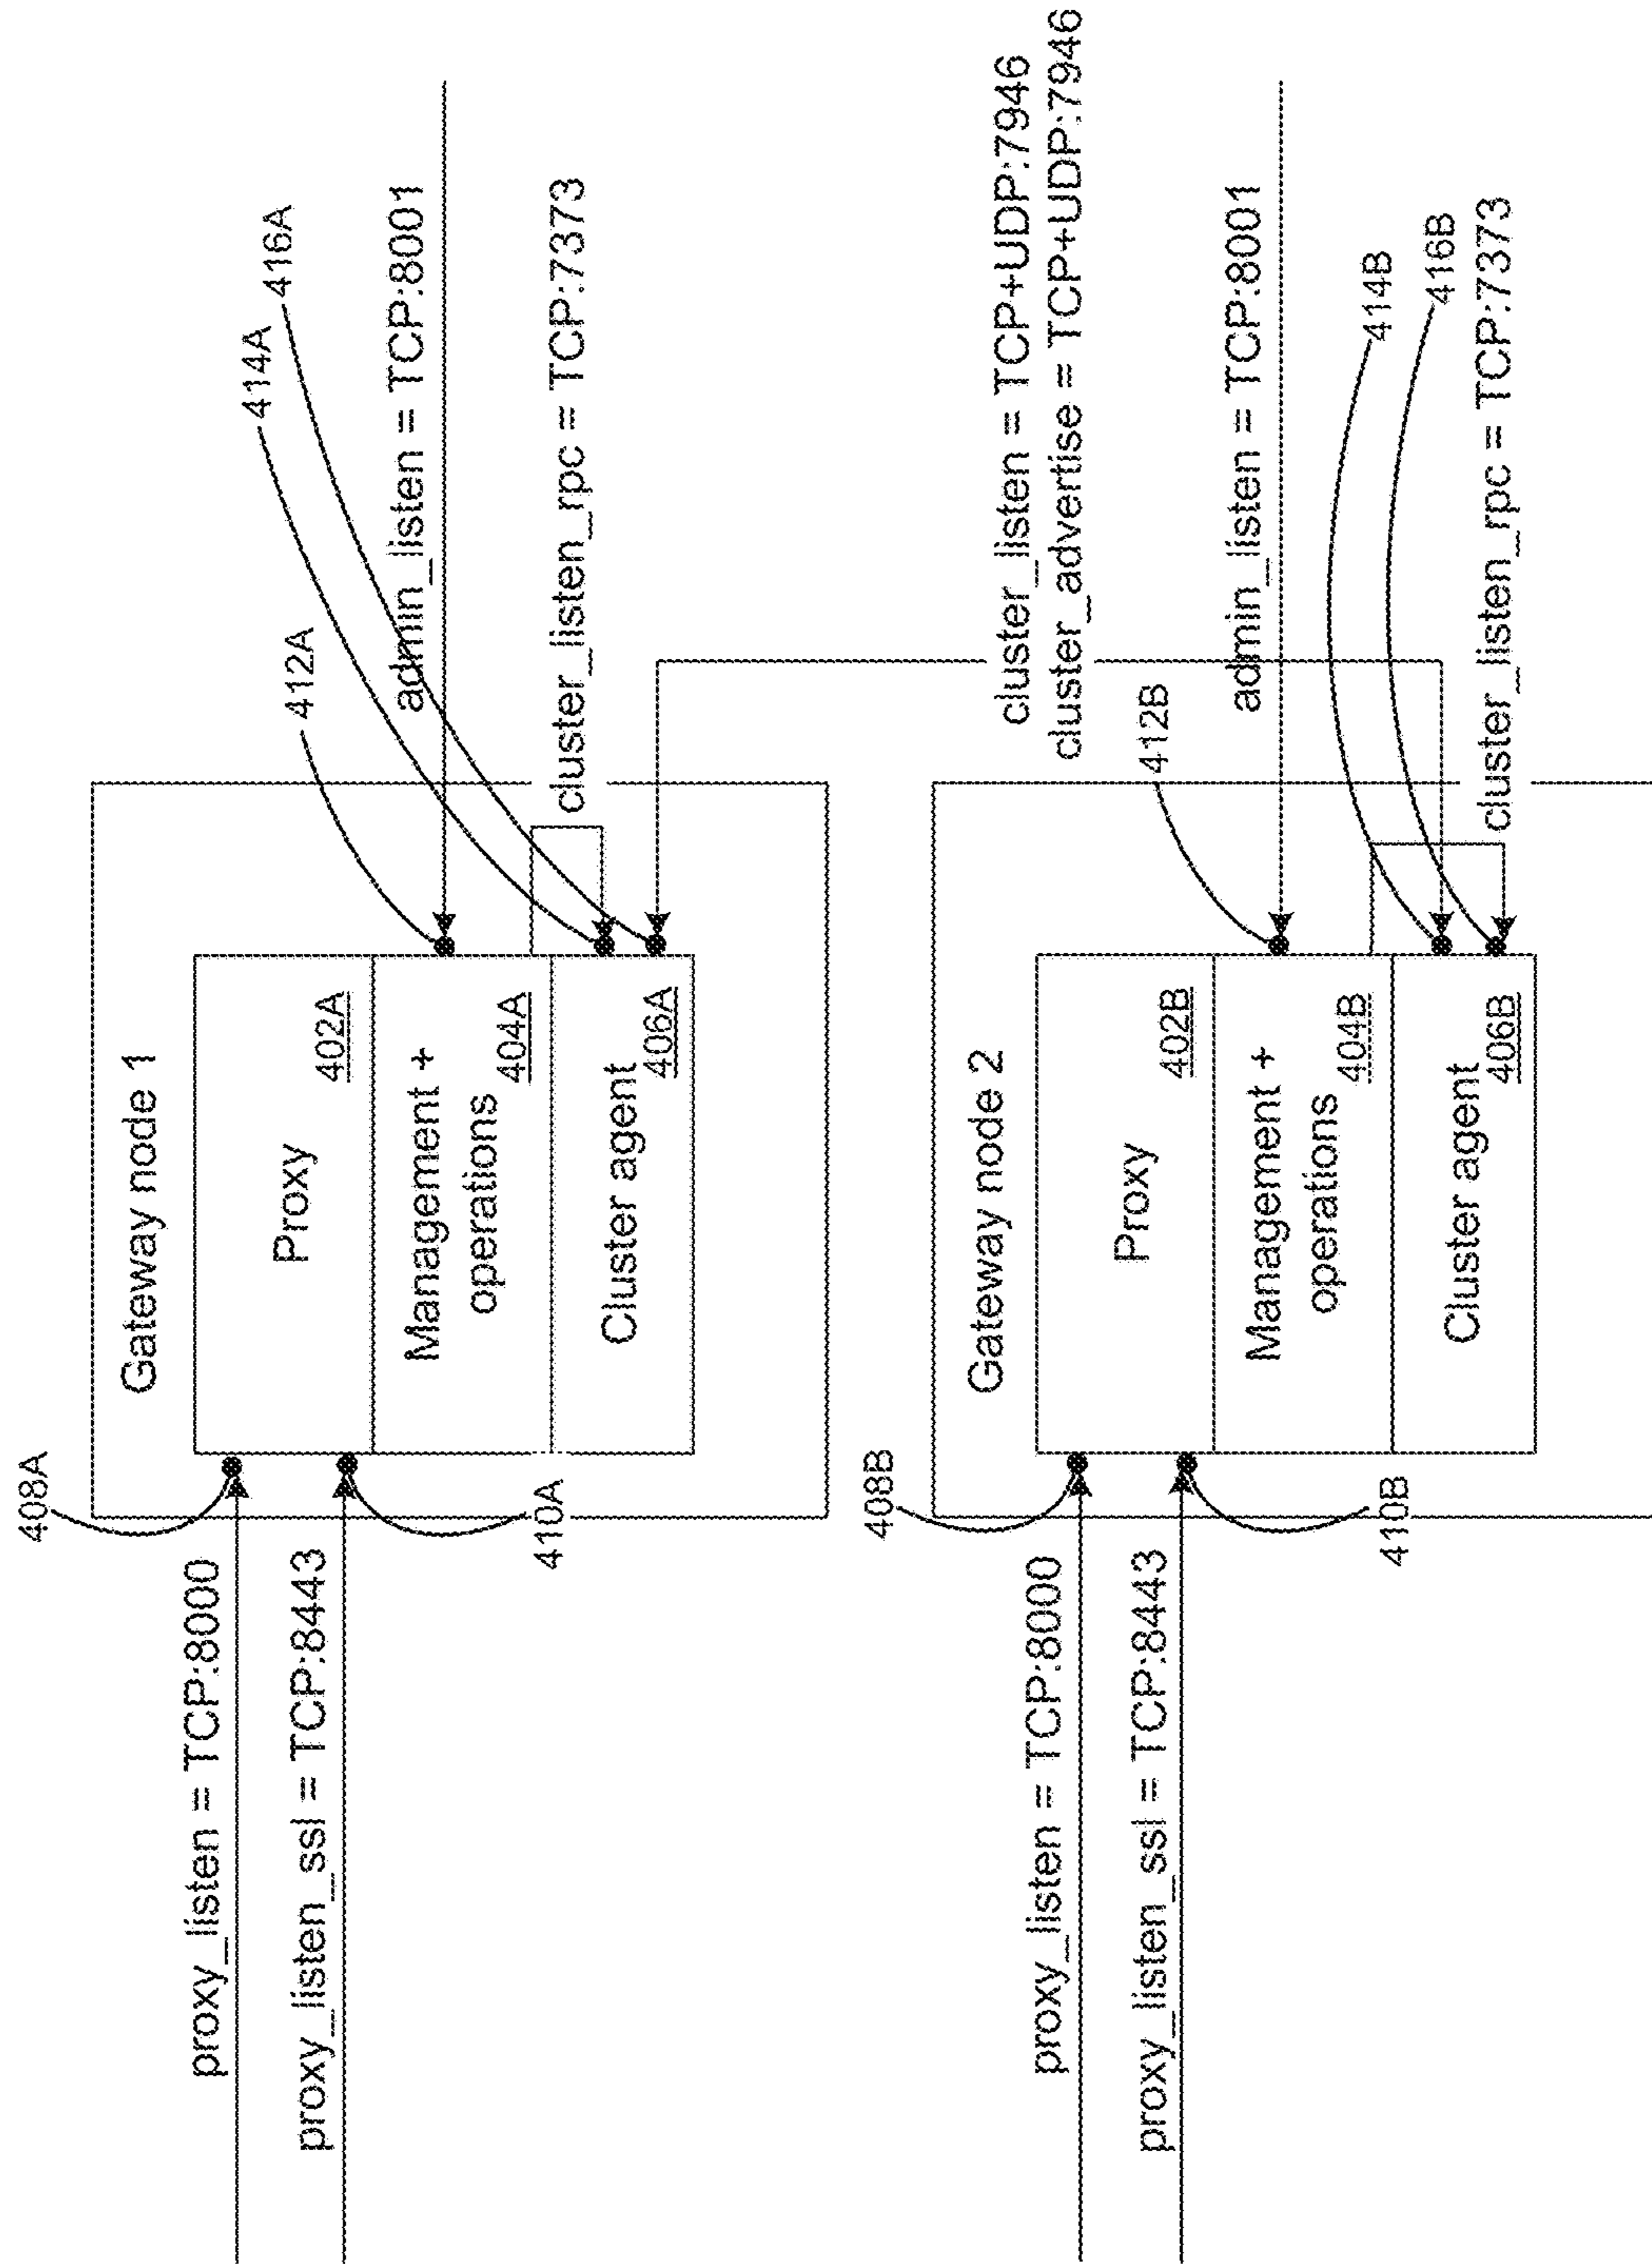 408A
proxy_listen = TCP:8000
proxy_listen_ssl = TCP:8443
410A
Gateway node 1
Proxy
402A
Management +
operations
404A
Cluster agent
406A
412A
414A
416A
admin_listen = TCP:8001
cluster_listen_rpc = TCP:7373
cluster_listen = TCP+UDP:7946
cluster_advertise = TCP+UDP:7946
408B
proxy_listen = TCP:8000
proxy_listen_ssl = TCP:8443
410B
Gateway node 2
Proxy
402B
Management +
operations
404B
Cluster agent
406B
412B
admin_listen = TCP:8001
414B
416B
cluster_listen_rpc = TCP:7373